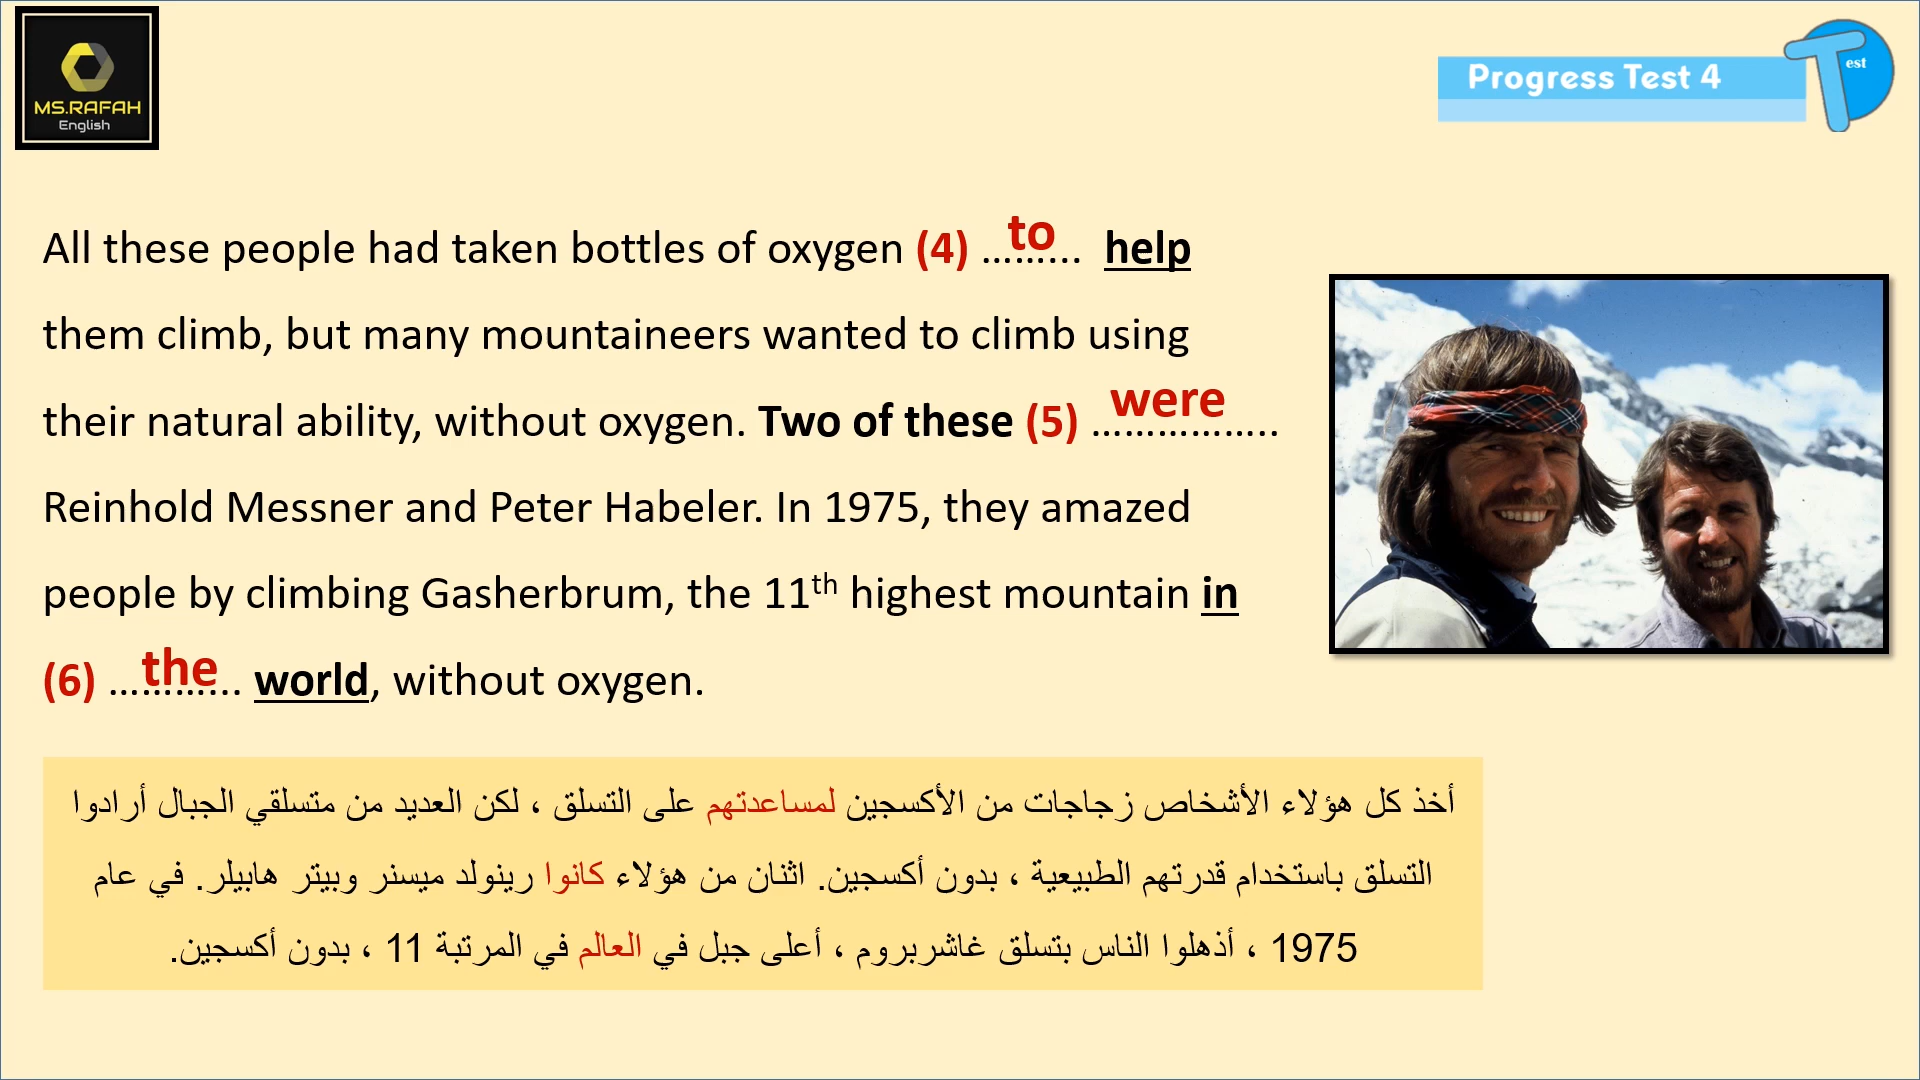 MS.RAFAH
English
Progress Test 4
Test
All these people had taken bottles of oxygen (4) ……... to help
them climb, but many mountaineers wanted to climb using
their natural ability, without oxygen. Two of these (5) …………….. were
Reinhold Messner and Peter Habeler. In 1975, they amazed
people by climbing Gasherbrum, the 11th highest mountain in
(6) ……….. the world, without oxygen.
أخذ كل هؤلاء الأشخاص زجاجات من الأكسجين لمساعدتهم على التسلق ، لكن العديد من متسلقي الجبال أرادوا
التسلق باستخدام قدرتهم الطبيعية ، بدون أكسجين. اثنان من هؤلاء كانوا رينولد ميسنر وبيتر هابيلر. في عام
1975 ، أذهلوا الناس بتسلق غاشربروم ، أعلى جبل في العالم في المرتبة 11 ، بدون أكسجين.